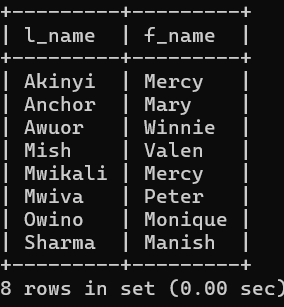 +---------+---------+
| l_name  | f_name  |
+---------+---------+
| Akinyi  | Mercy   |
| Anchor  | Mary    |
| Awuor   | Winnie  |
| Mish    | Valen   |
| Mwikali | Mercy   |
| Mwiva   | Peter   |
| Owino   | Monique |
| Sharma  | Manish  |
+---------+---------+
8 rows in set (0.00 sec)